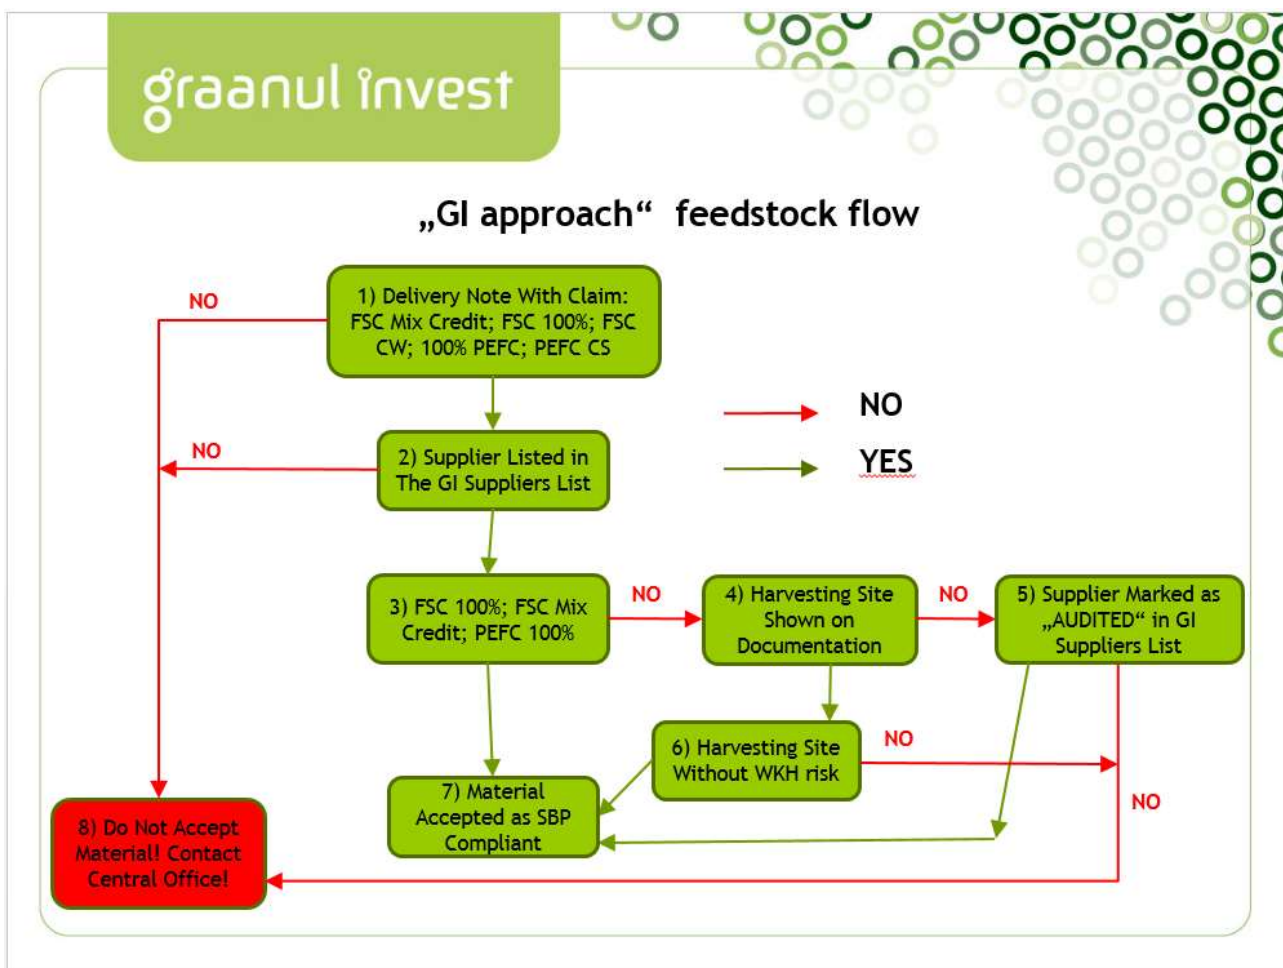 graanul invest
„GI approach“ feedstock flow
NO
1) Delivery Note With Claim:
FSC Mix Credit; FSC 100%; FSC
CW; 100% PEFC; PEFC CS
NO
YES
NO
2) Supplier Listed in
The GI Suppliers List
3) FSC 100%; FSC Mix
Credit; PEFC 100%
NO
4) Harvesting Site
Shown on
Documentation
NO
5) Supplier Marked as
„AUDITED“ in GI
Suppliers List
6) Harvesting Site
Without WKH risk
NO
NO
7) Material
Accepted as SBP
Compliant
8) Do Not Accept
Material! Contact
Central Office!